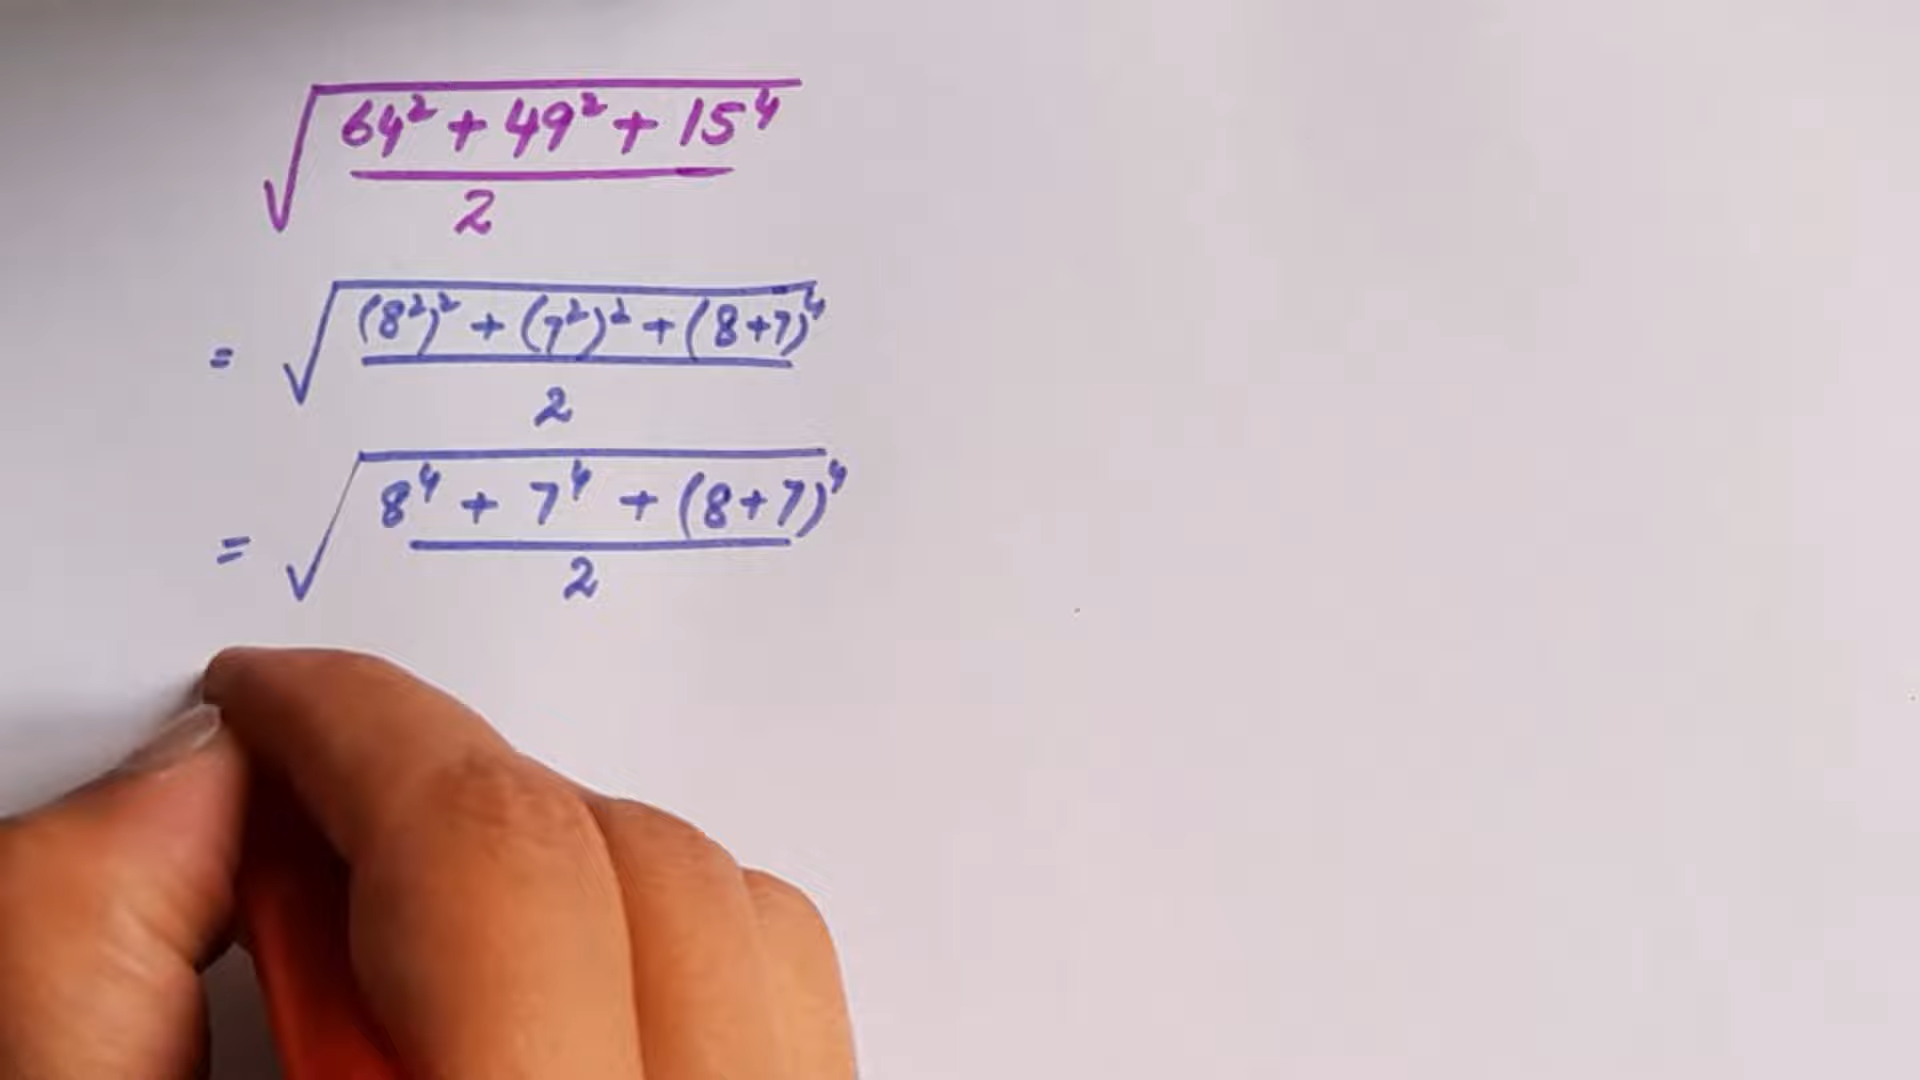 √((64² + 49² + 15⁴)/2)
= √(((8²)² + (7²)² + (8+7)⁴)/2)
= √((8⁴ + 7⁴ + (8+7)⁴)/2)